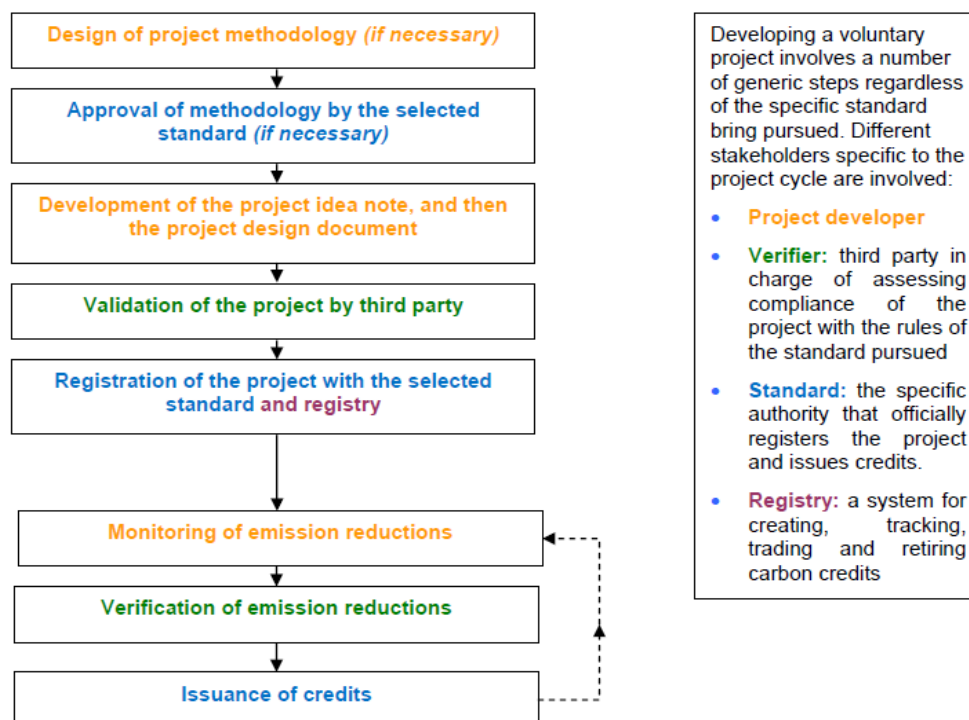 Design of project methodology (if necessary)
Approval of methodology by the selected
standard (if necessary)
Development of the project idea note, and then
the project design document
Validation of the project by third party
Registration of the project with the selected
standard and registry
Monitoring of emission reductions
Verification of emission reductions
Issuance of credits
Developing a voluntary
project involves a number
of generic steps regardless
of the specific standard
bring pursued. Different
stakeholders specific to the
project cycle are involved:
• Project developer
• Verifier: third party in
charge of assessing
compliance of the
project with the rules of
the standard pursued
• Standard: the specific
authority that officially
registers the project
and issues credits.
• Registry: a system for
creating, tracking,
trading and retiring
carbon credits